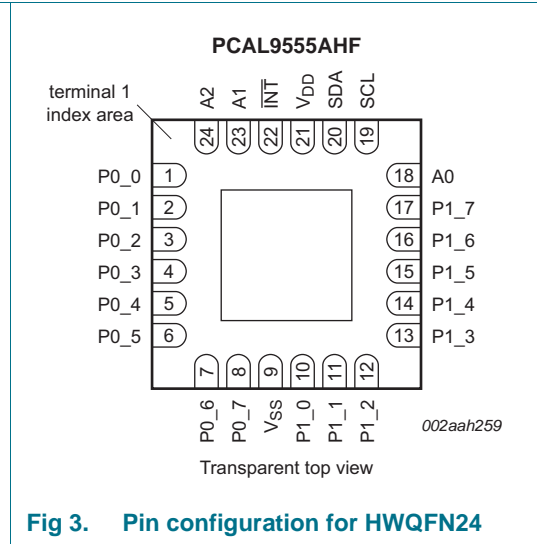 PCAL9555AHF
terminal 1
index area
A2
A1
INT
VDD
SDA
SCL
24
23
22
21
20
19
P0_0 1
P0_1 2
P0_2 3
P0_3 4
P0_4 5
P0_5 6
18 A0
17 P1_7
16 P1_6
15 P1_5
14 P1_4
13 P1_3
7
8
9
10
11
12
P0_6
P0_7
VSS
P1_0
P1_1
P1_2
002aah259
Transparent top view
Fig 3. Pin configuration for HWQFN24